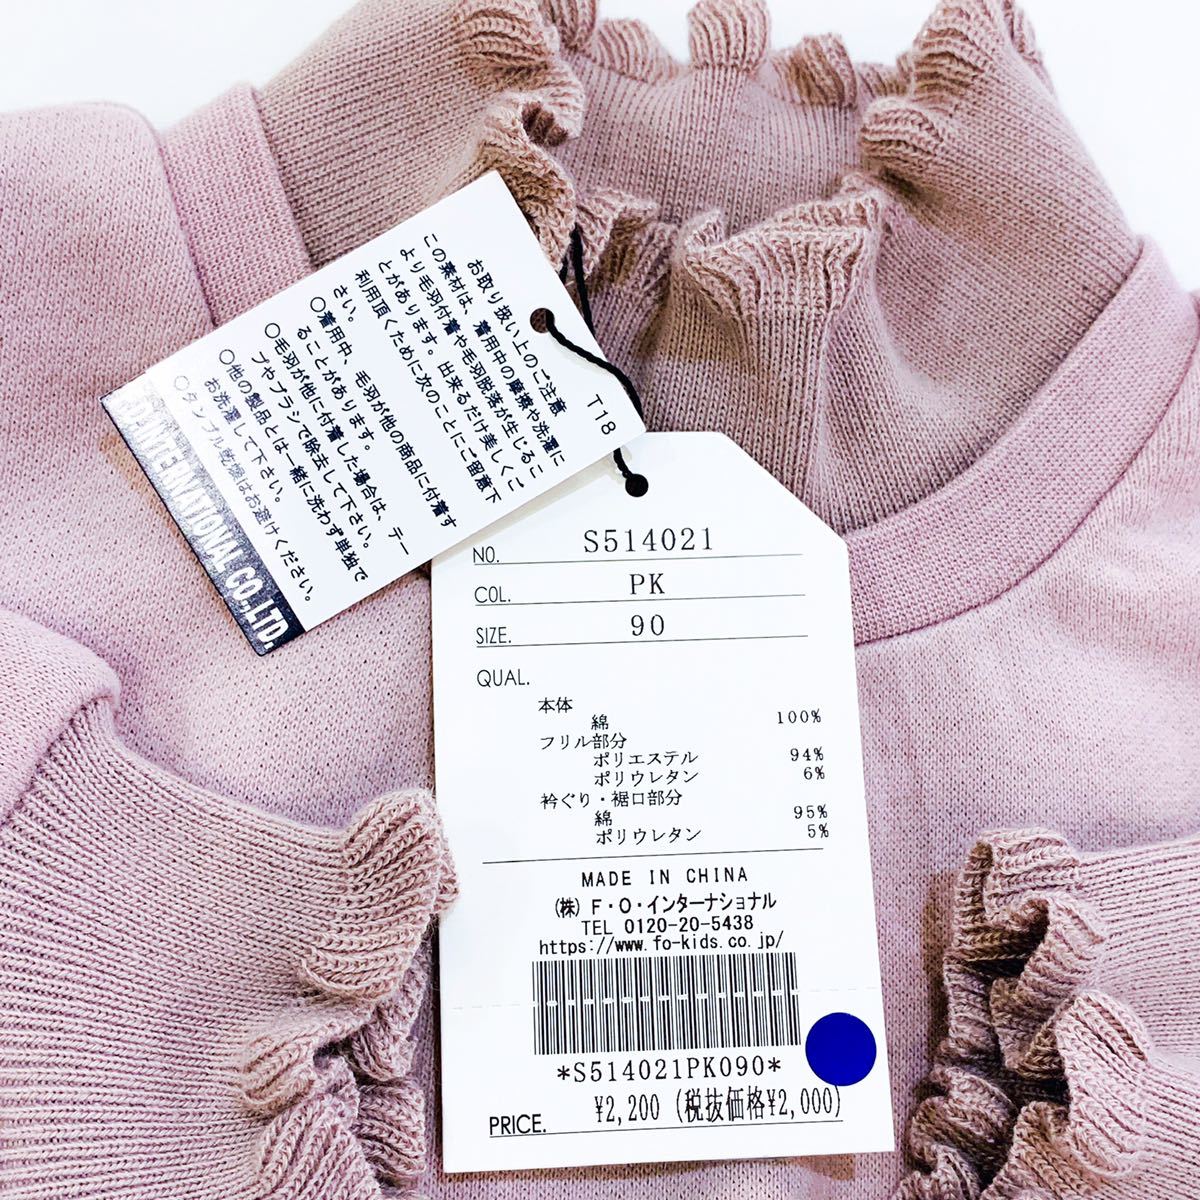 T18
お取り扱い上のご注意
この素材は、着用中の摩擦や洗濯に
より毛羽付着や毛羽脱落が生じるこ
とがあります。出来るだけ美しくご
利用頂くために次のことにご留意下
さい。
○着用中、毛羽が他の商品に付着す
ることがあります。
○毛羽が他に付着した場合は、テー
プやブラシで除去して下さい。
○他の製品とは一緒に洗わず単独で
お洗濯して下さい。
○タンブル乾燥はお避けください。
INTERNATIONAL CO.,LTD.
NO. S514021
COL. PK
SIZE. 90
QUAL.
本体
綿 100%
フリル部分
ポリエステル 94%
ポリウレタン 6%
衿ぐり・裾口部分
綿 95%
ポリウレタン 5%
MADE IN CHINA
(株) F・O・インターナショナル
TEL 0120-20-5438
https://www.fo-kids.co.jp/
*S514021PK090*
PRICE. ¥2,200 (税抜価格¥2,000)